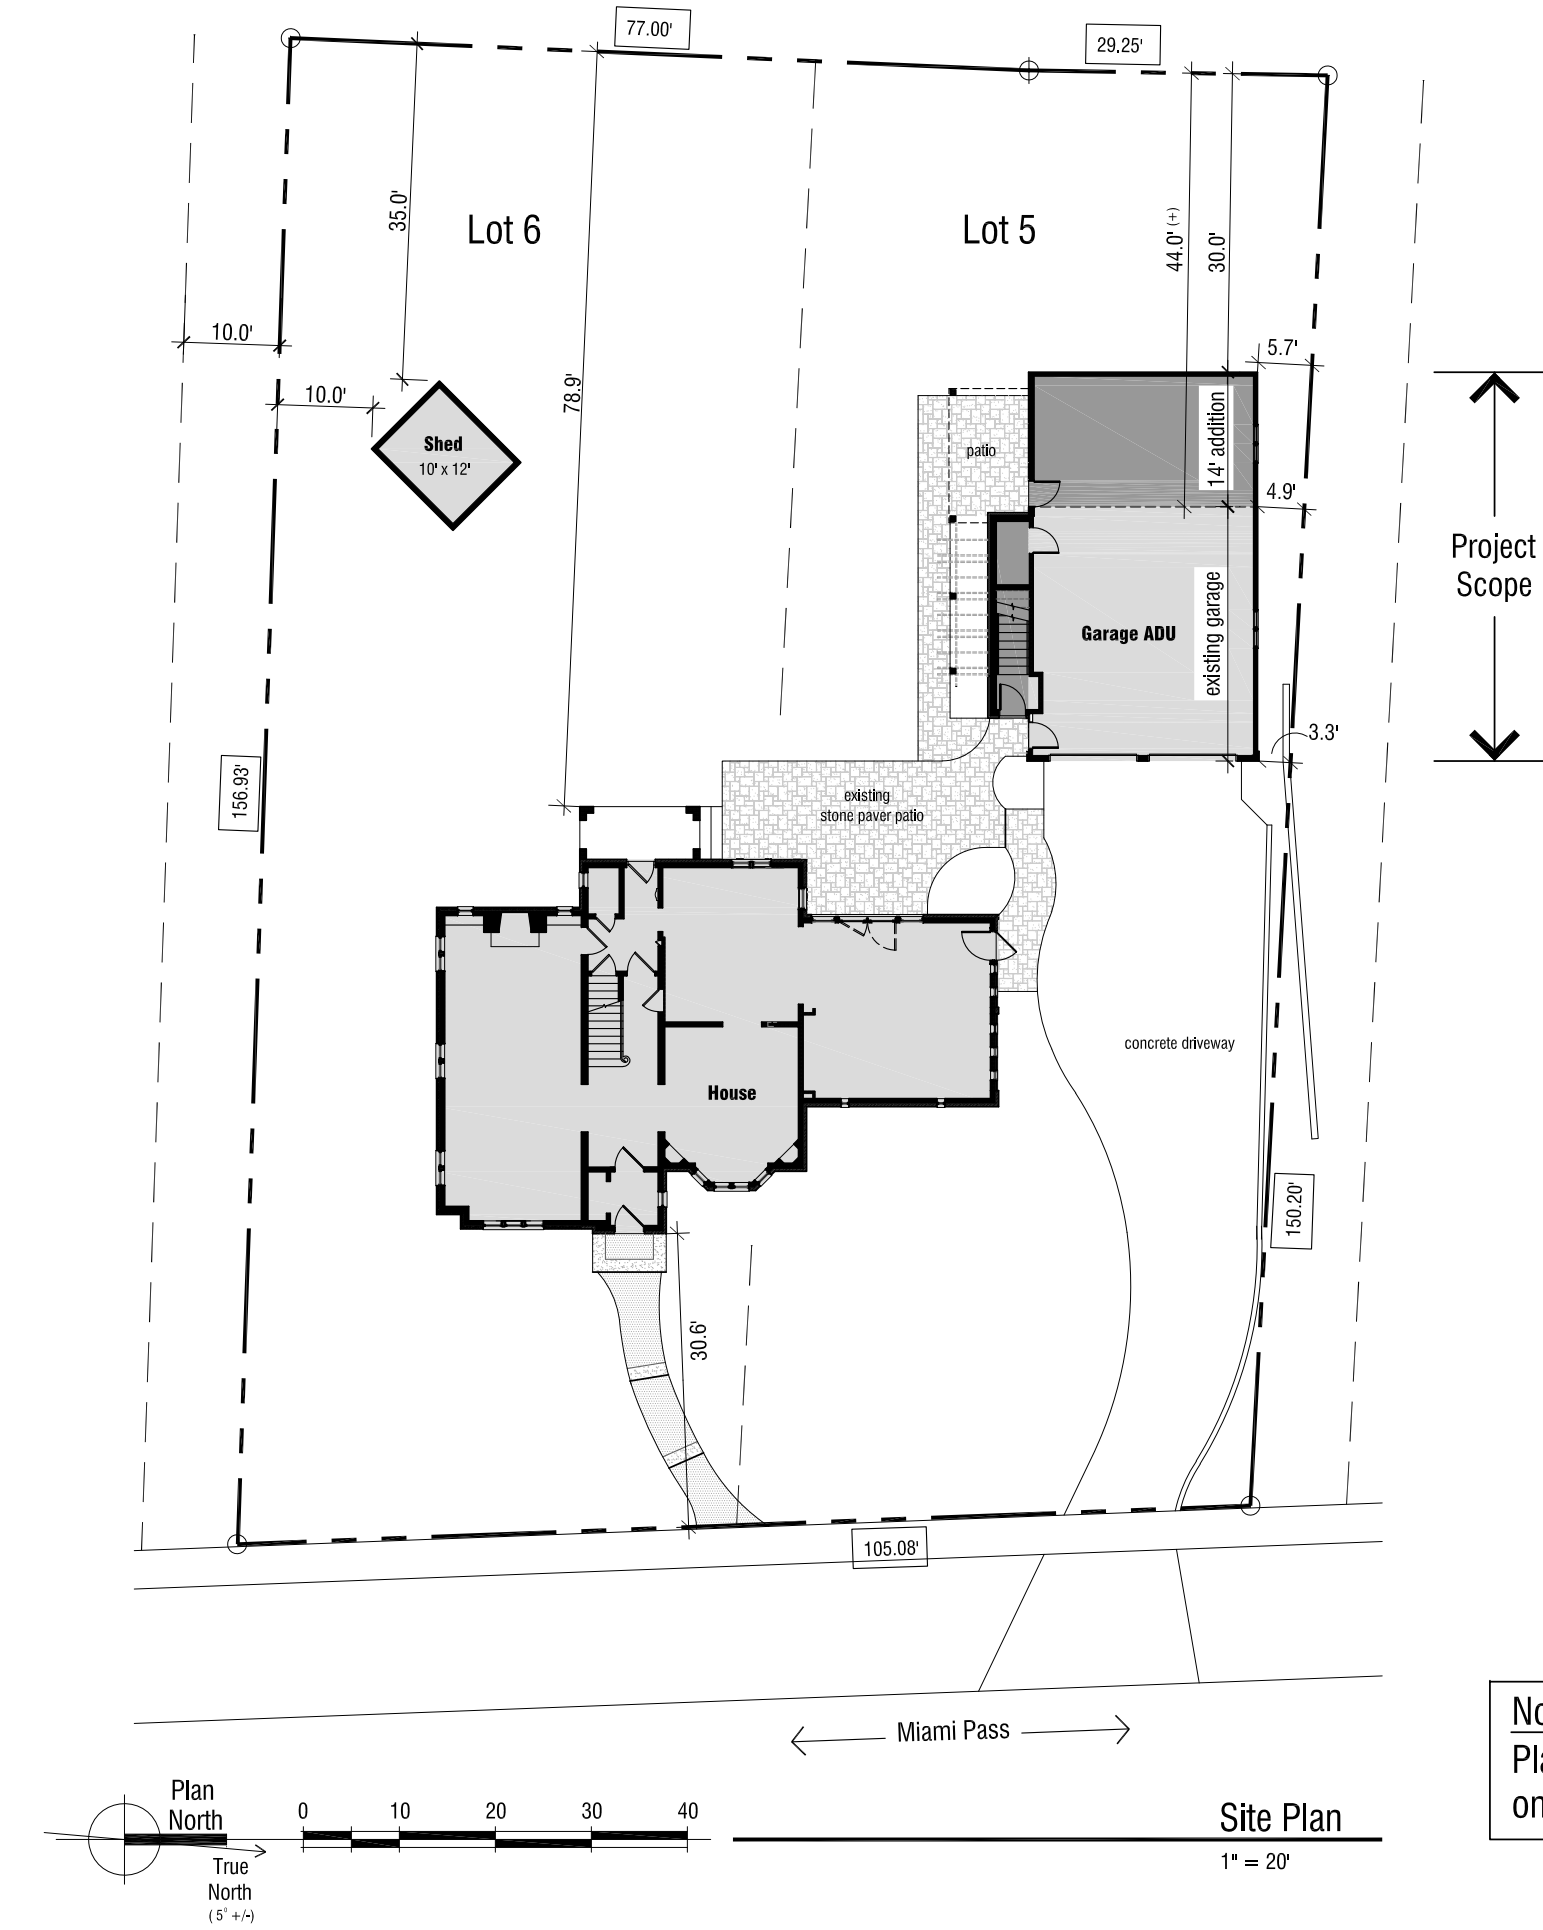 77.00'
29.25'
35.0'
Lot 6
78.9'
Lot 5
44.0' (+)
30.0'
10.0'
5.7'
10.0'
Shed
10' x 12'
patio
14' addition
4.9'
Project
Scope
existing garage
Garage ADU
3.3'
156.93'
existing
stone paver patio
concrete driveway
House
150.20'
30.6'
105.08'
Miami Pass
Plan
North
True
North
( 5° +/-)
0 10 20 30 40
Site Plan
1" = 20'